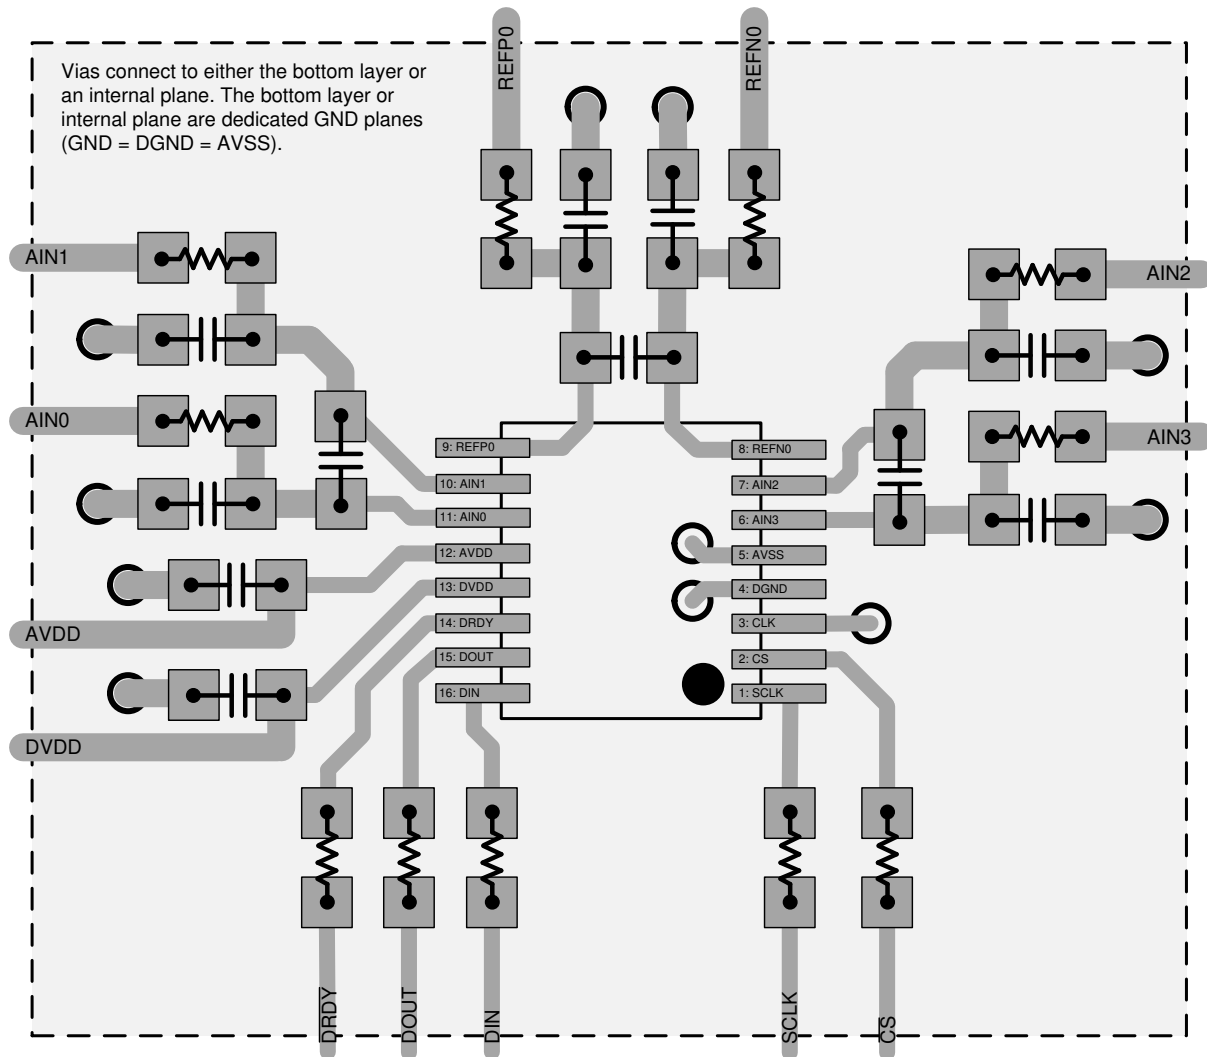 REFP0
REFN0
Vias connect to either the bottom layer or
an internal plane. The bottom layer or
internal plane are dedicated GND planes
(GND = DGND = AVSS).
AIN1
AIN2
AIN0
AIN3
9: REFP0
8: REFN0
10: AIN1
7: AIN2
11: AIN0
6: AIN3
12: AVDD
5: AVSS
13: DVDD
4: DGND
14: DRDY
3: CLK
15: DOUT
2: CS
16: DIN
1: SCLK
AVDD
DVDD
DRDY
DOUT
DIN
SCLK
CS